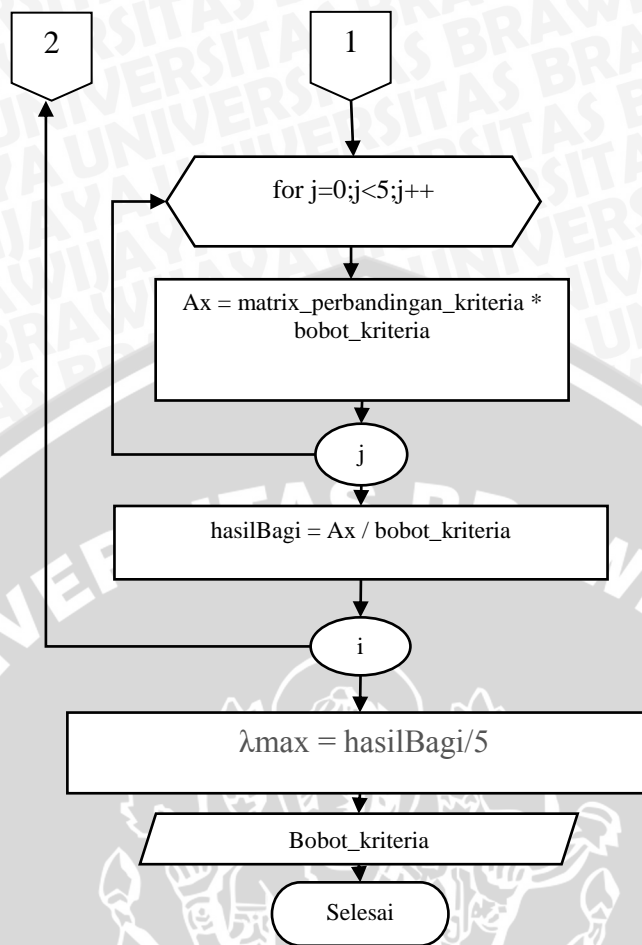 2
1
for j=0;j<5;j++
Ax = matrix_perbandingan_kriteria *
bobot_kriteria
j
hasilBagi = Ax / bobot_kriteria
i
λmax = hasilBagi/5
Bobot_kriteria
Selesai